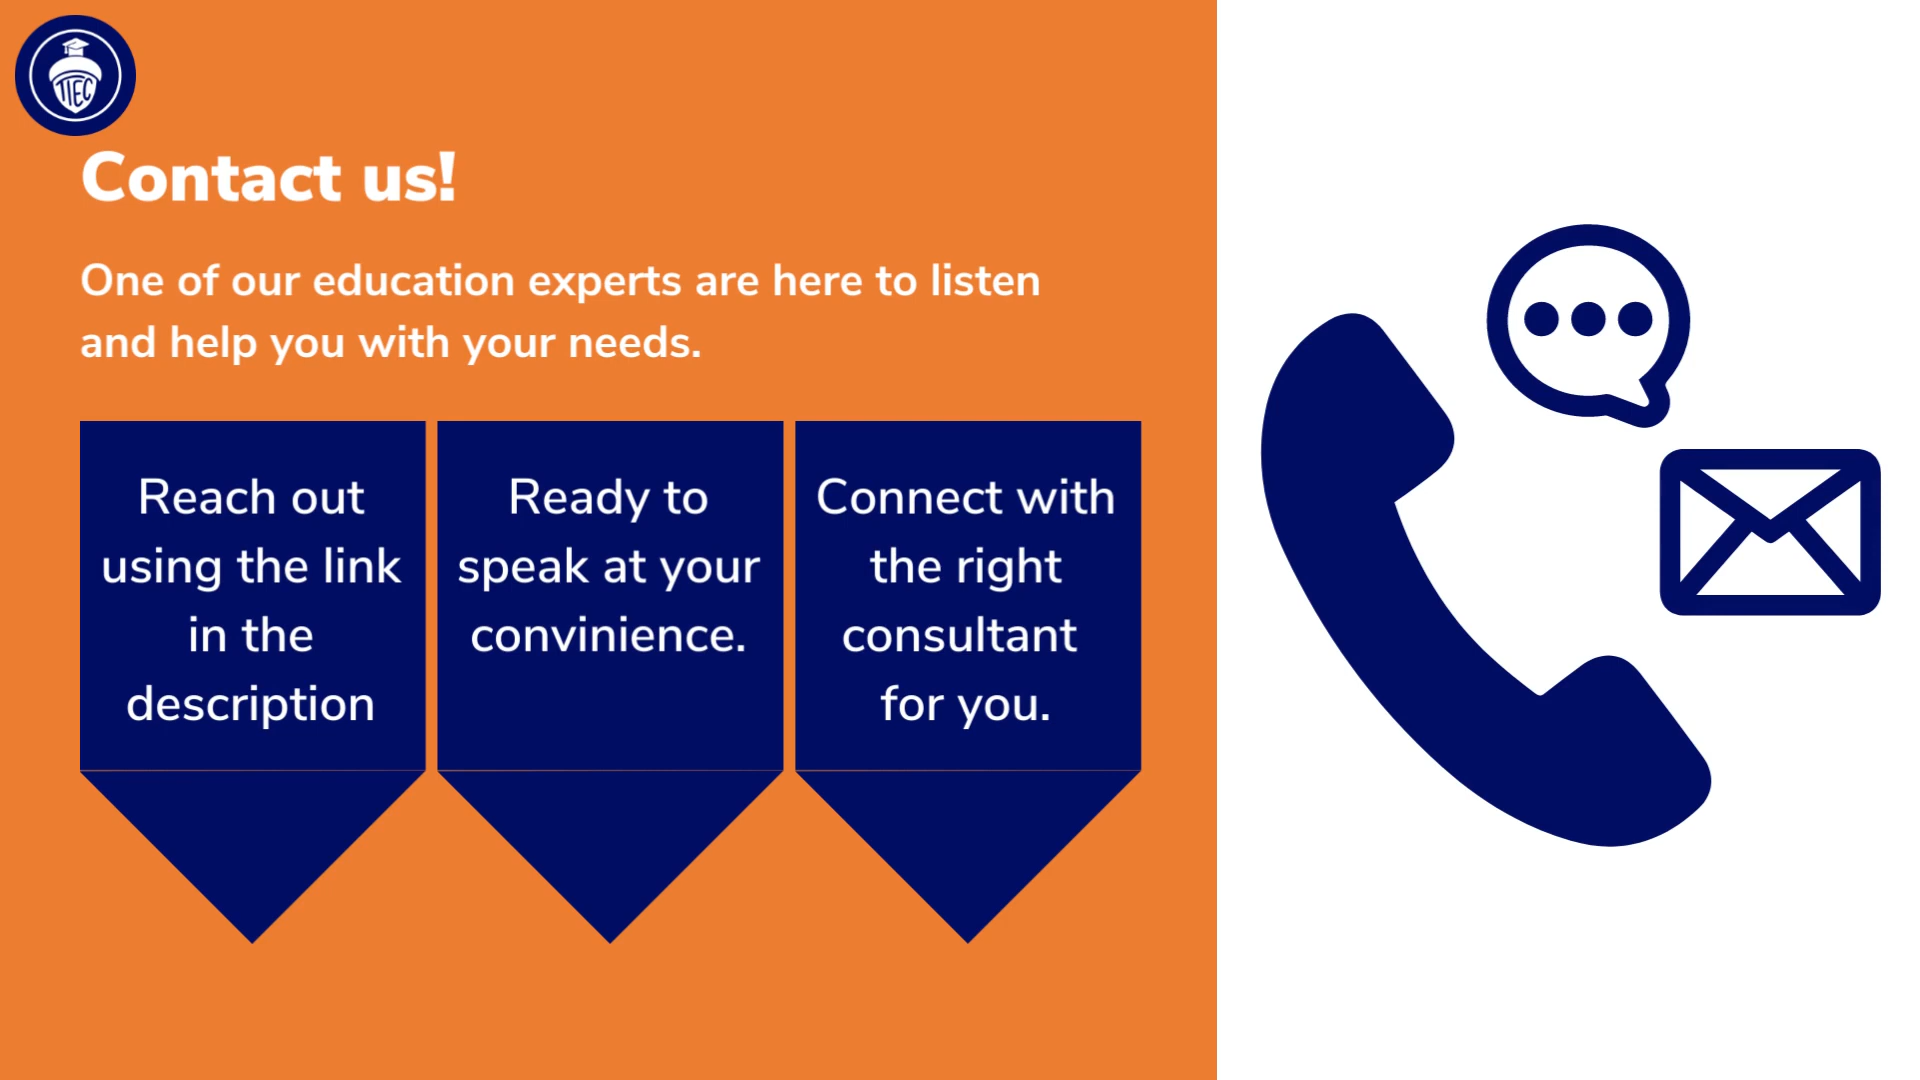 TIEC
Contact us!
One of our education experts are here to listen
and help you with your needs.
Reach out
using the link
in the
description
Ready to
speak at your
convinience.
Connect with
the right
consultant
for you.